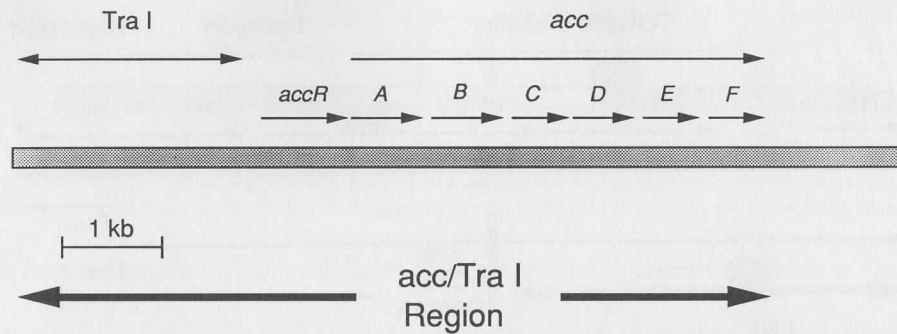 Tra I acc
accR A B C D E F
1 kb
acc/Tra I
Region